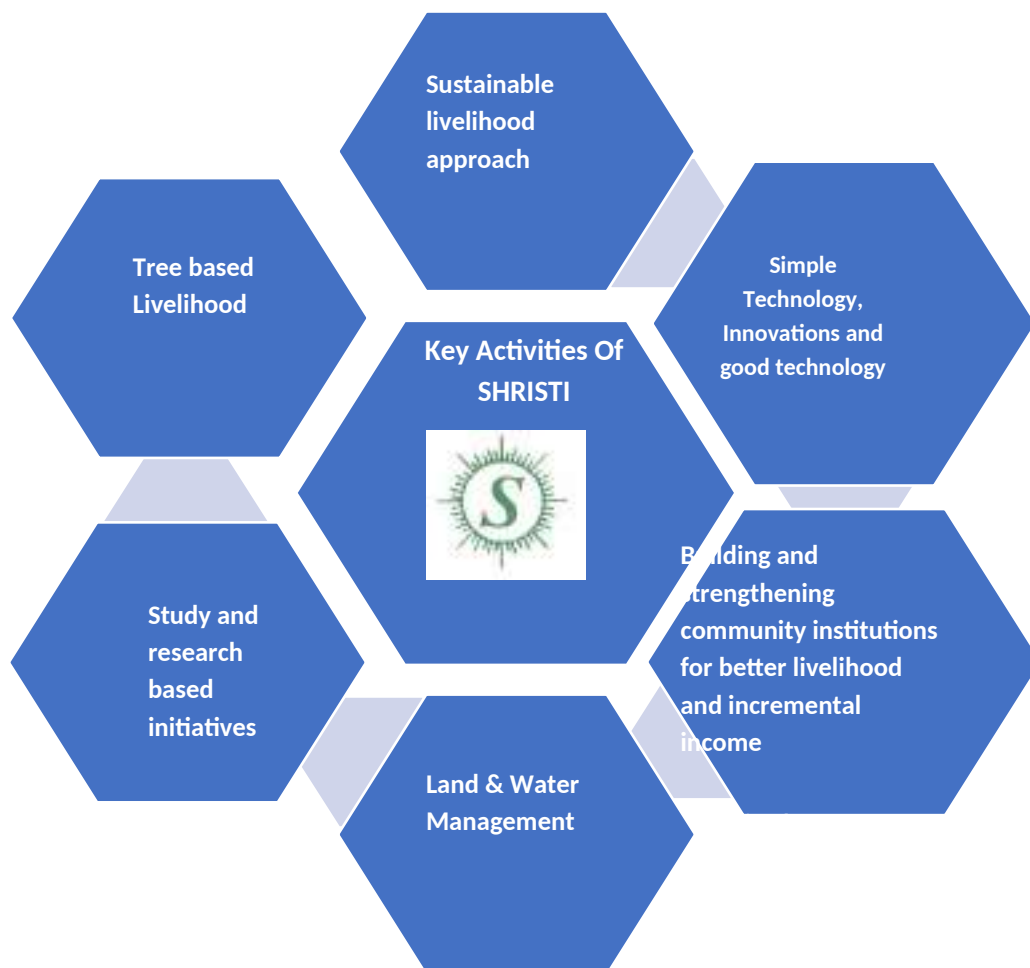 Sustainable
livelihood
approach
Tree based
Livelihood
Simple
Technology,
Innovations and
good technology
Key Activities Of
SHRISTI
S
Building and
strengthening
community institutions
for better livelihood
and incremental
income
Study and
research
based
initiatives
Land & Water
Management